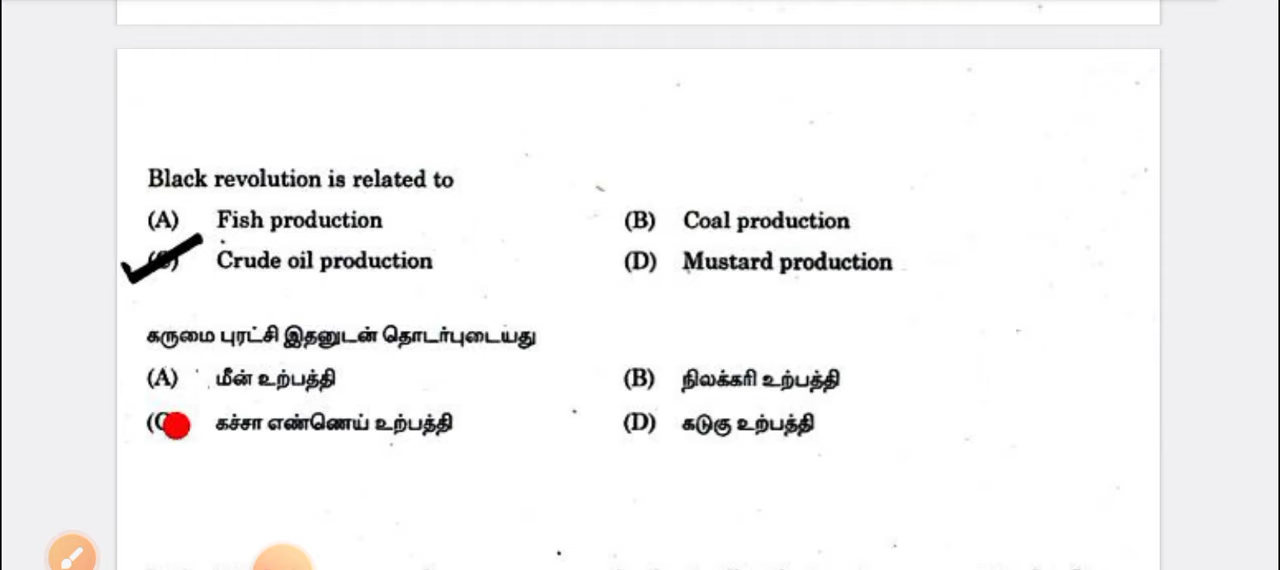 Black revolution is related to
(A) Fish production (B) Coal production
Crude oil production (D) Mustard production
கருமை புரட்சி இதனுடன் தொடர்புடையது
(A) மீன் உற்பத்தி (B) நிலக்கரி உற்பத்தி
கச்சா எண்ணெய் உற்பத்தி (D) கடுகு உற்பத்தி